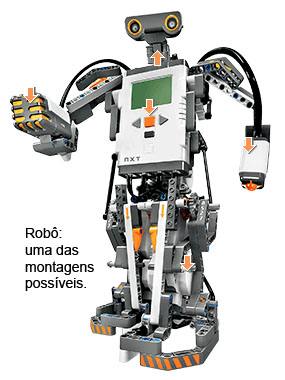 NXT
Robô:
uma das
montagens
possíveis.